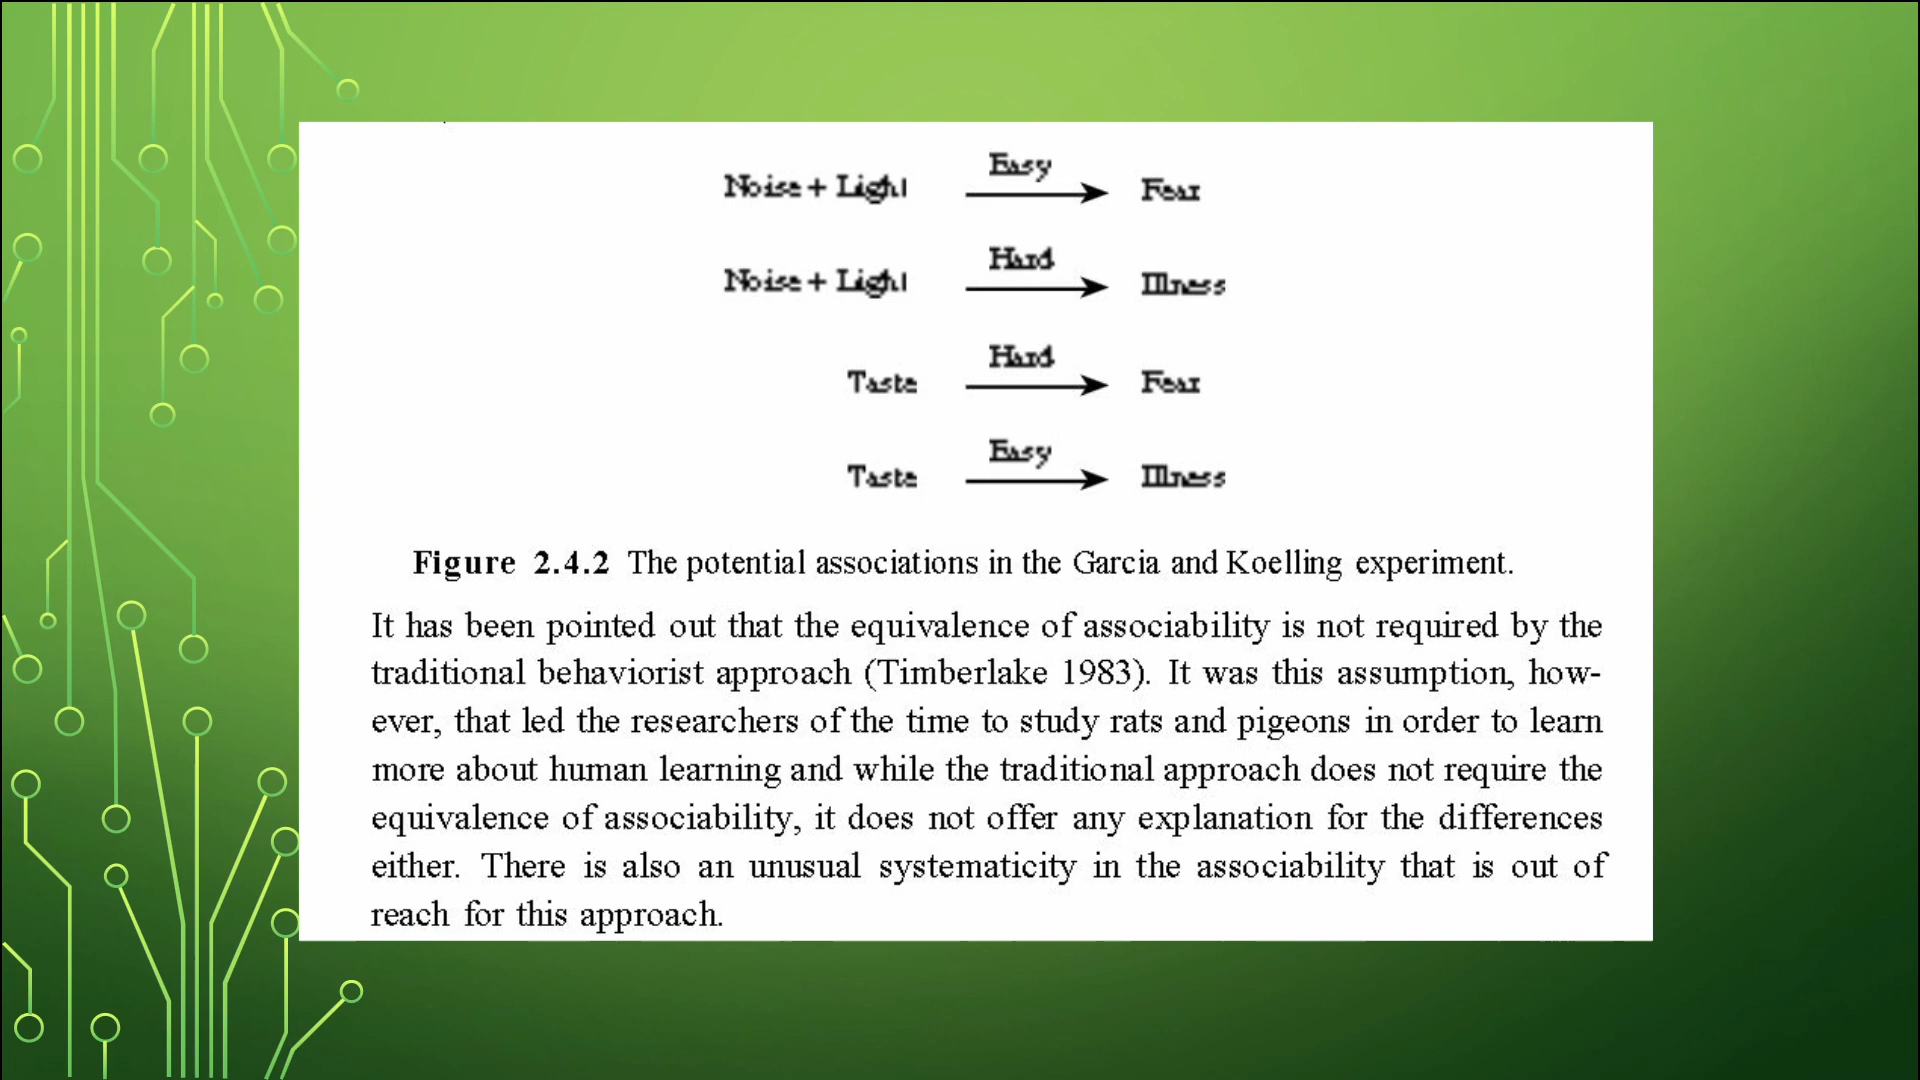 Easy
Noise + Light Fear
Hard
Noise + Light Illness
Hard
Taste Fear
Easy
Taste Illness
Figure 2.4.2 The potential associations in the Garcia and Koelling experiment.
It has been pointed out that the equivalence of associability is not required by the
traditional behaviorist approach (Timberlake 1983). It was this assumption, how-
ever, that led the researchers of the time to study rats and pigeons in order to learn
more about human learning and while the traditional approach does not require the
equivalence of associability, it does not offer any explanation for the differences
either. There is also an unusual systematicity in the associability that is out of
reach for this approach.